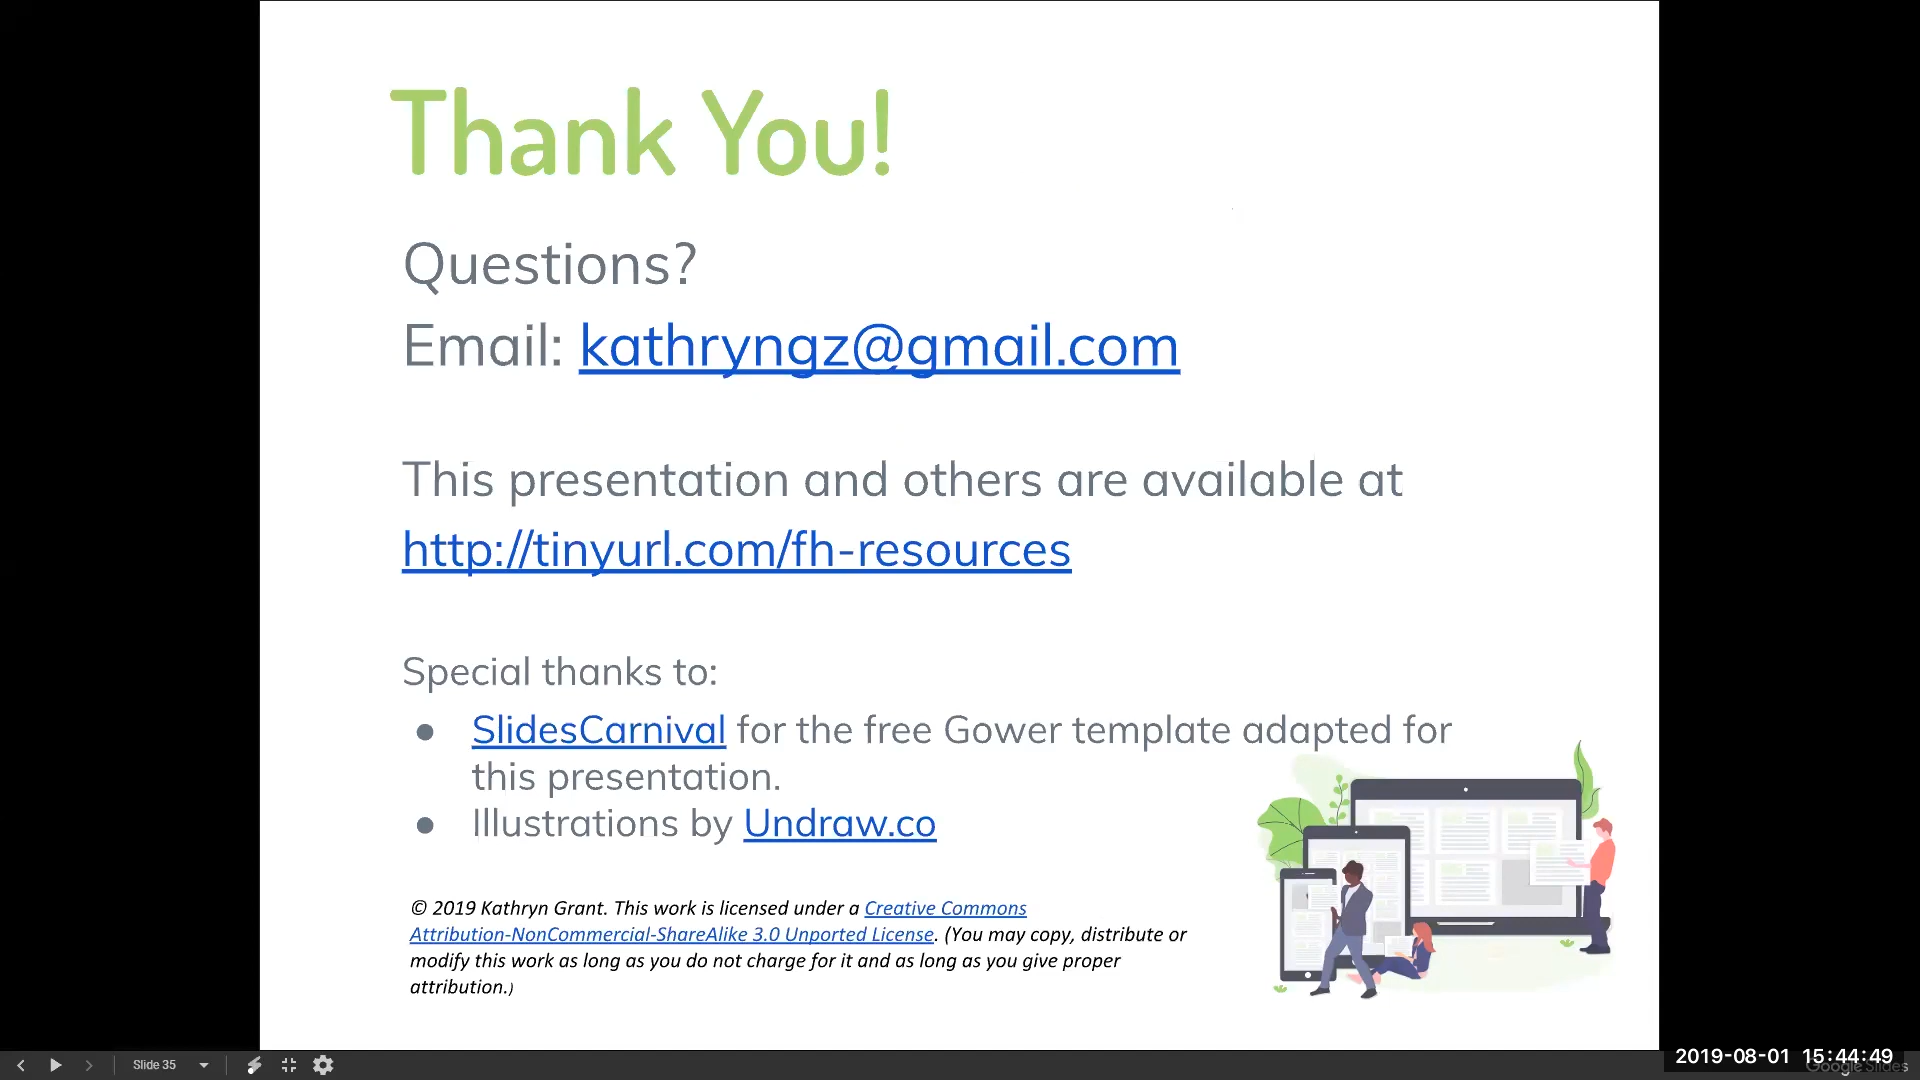 Thank You!
Questions?
Email: kathryngz@gmail.com
This presentation and others are available at
http://tinyurl.com/fh-resources
Special thanks to:
● SlidesCarnival for the free Gower template adapted for
this presentation.
● Illustrations by Undraw.co
© 2019 Kathryn Grant. This work is licensed under a Creative Commons
Attribution-NonCommercial-ShareAlike 3.0 Unported License. (You may copy, distribute or
modify this work as long as you do not charge for it and as long as you give proper
attribution.)
Slide 35
2019-08-01 15:44:49
Google Slides